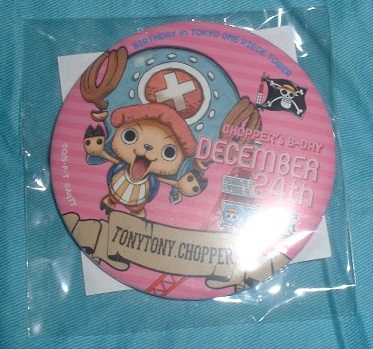 BIRTHDAY in TOKYO ONE PIECE TOWER
CHOPPER's B-DAY
DECEMBER
24th
TONYTONY.CHOPPER